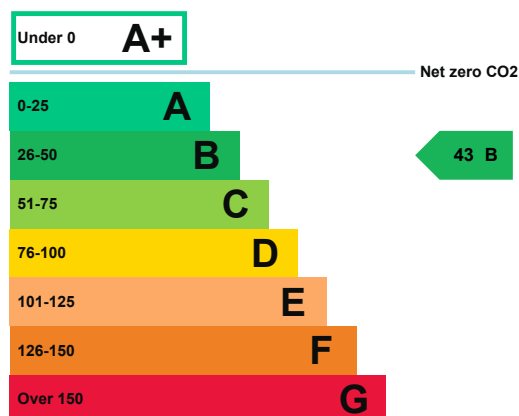 Under 0 A+
Net zero CO2
0-25 A
26-50 B
43 B
51-75 C
76-100 D
101-125 E
126-150 F
Over 150 G